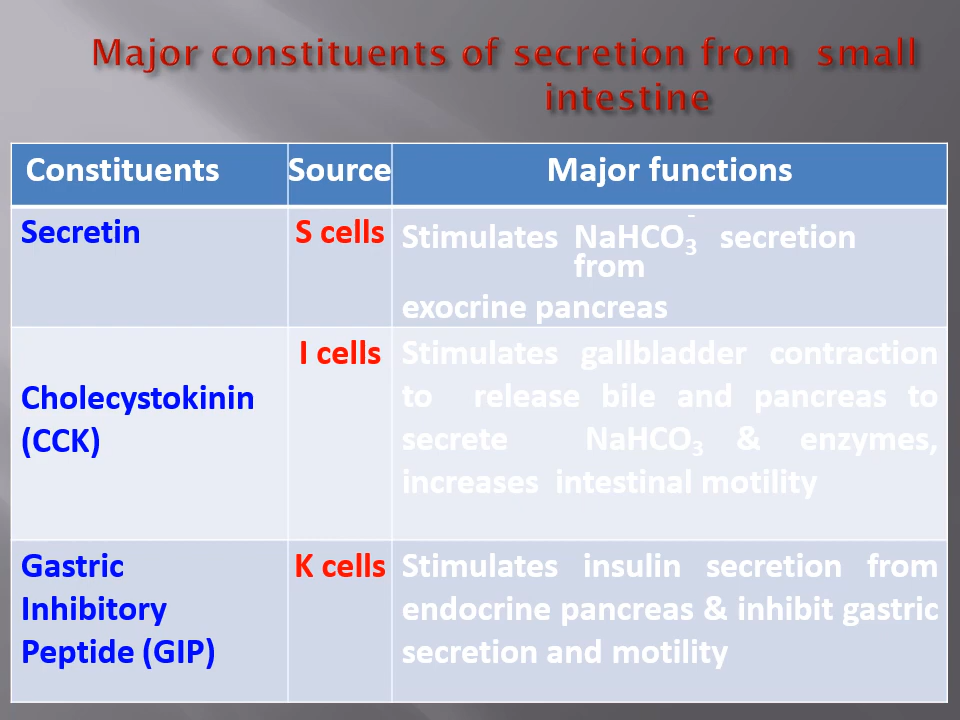 Major constituents of secretion from small
intestine
Constituents Source Major functions
Secretin S cells Stimulates NaHCO₃⁻ secretion
from
exocrine pancreas
Cholecystokinin
(CCK)
I cells
Stimulates gallbladder contraction
to release bile and pancreas to
secrete NaHCO₃ & enzymes,
increases intestinal motility
Gastric
Inhibitory
Peptide (GIP)
K cells
Stimulates insulin secretion from
endocrine pancreas & inhibit gastric
secretion and motility